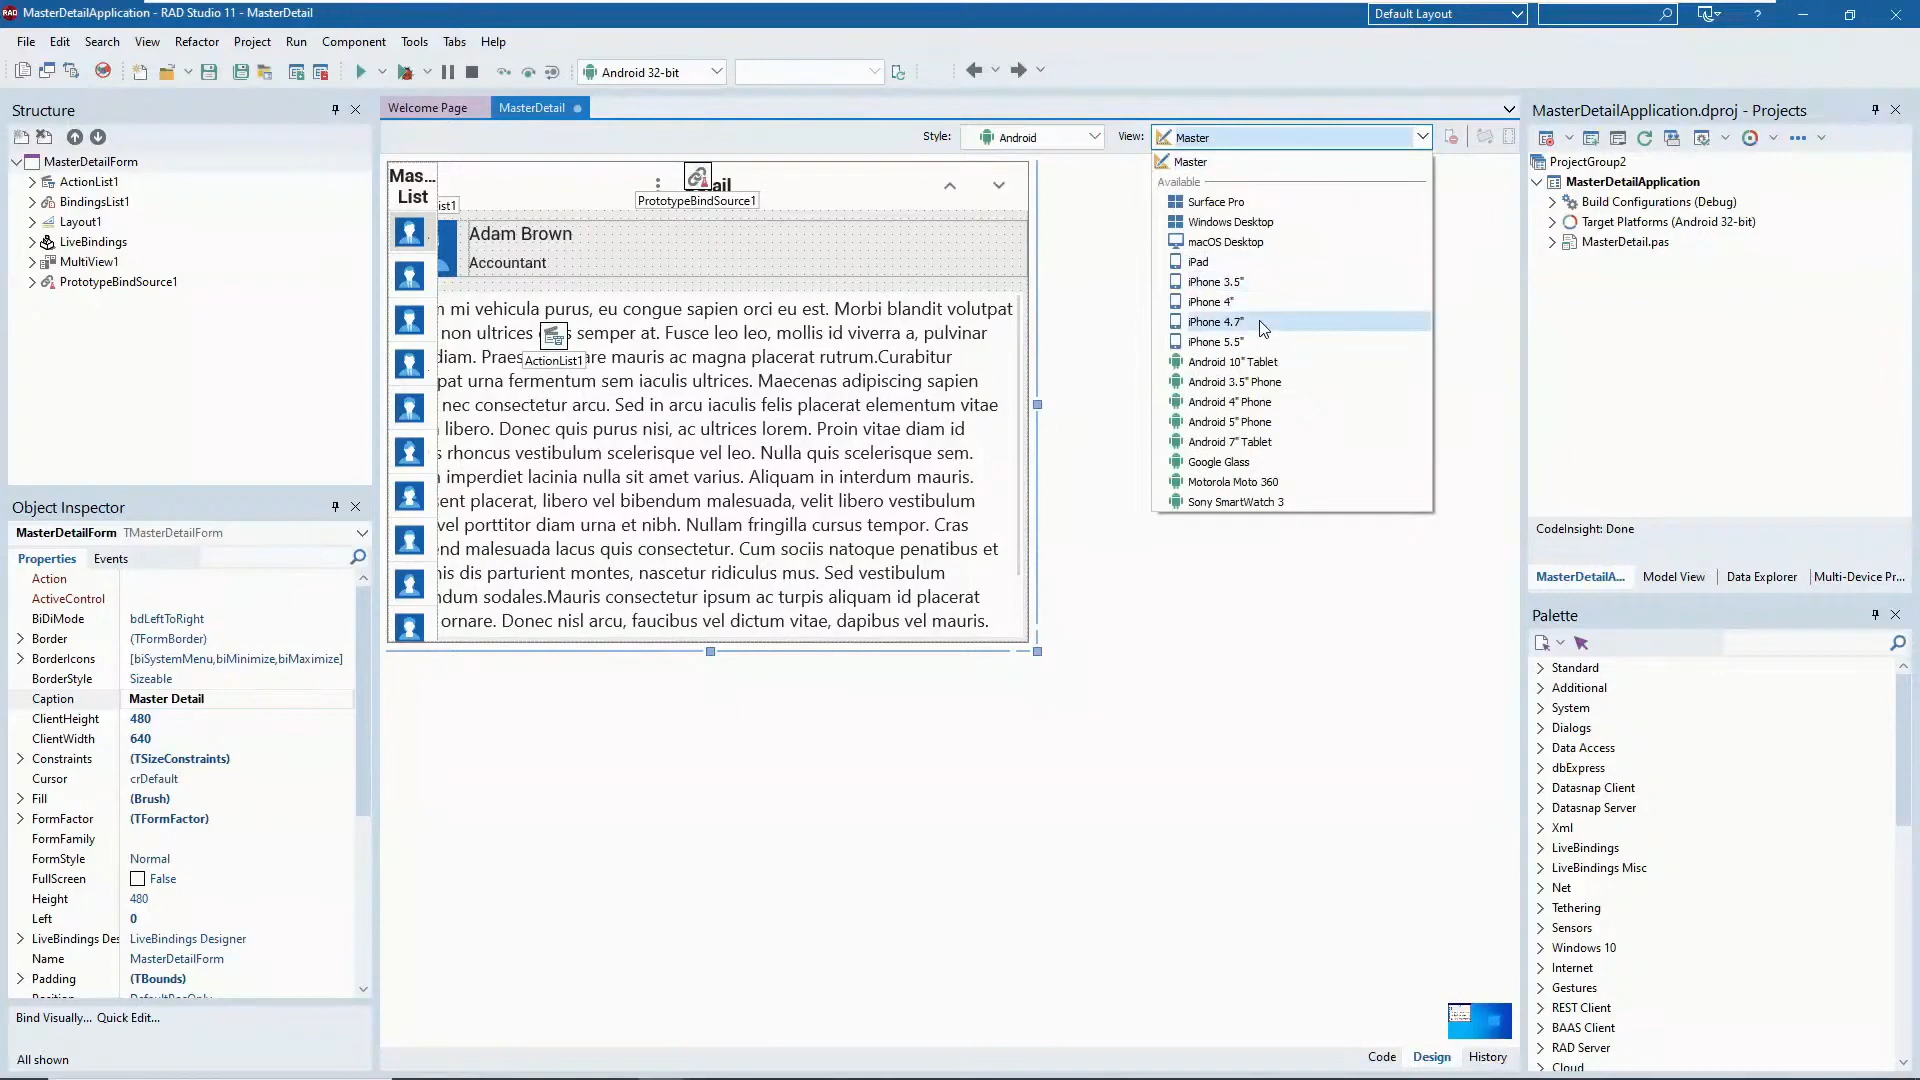 MasterDetailApplication - RAD Studio 11 - MasterDetail
Default Layout
File Edit Search View Refactor Project Run Component Tools Tabs Help
Android 32-bit
Structure
MasterDetailForm
ActionList1
BindingsList1
Layout1
LiveBindings
MultiView1
PrototypeBindSource1
Object Inspector
MasterDetailForm TMasterDetailForm
Properties Events
Action
ActiveControl
BiDiMode bdLeftToRight
Border (TFormBorder)
BorderIcons [biSystemMenu,biMinimize,biMaximize]
BorderStyle Sizeable
Caption Master Detail
ClientHeight 480
ClientWidth 640
Constraints (TSizeConstraints)
Cursor crDefault
Fill (Brush)
FormFactor (TFormFactor)
FormFamily
FormStyle Normal
FullScreen False
Height 480
Left 0
LiveBindings Des LiveBindings Designer
Name MasterDetailForm
Padding (TBounds)
Bind Visually... Quick Edit...
All shown
Welcome Page MasterDetail
Style: Android View: Master
Mas...
List
ist1
ail
PrototypeBindSource1
Adam Brown
Accountant
mi vehicula purus, eu congue sapien orci eu est. Morbi blandit volutpat
non ultrices semper at. Fusce leo leo, mollis id viverra a, pulvinar
diam. Praes are mauris ac magna placerat rutrum.Curabitur
ActionList1
pat urna fermentum sem iaculis ultrices. Maecenas adipiscing sapien
nec consectetur arcu. Sed in arcu iaculis felis placerat elementum vitae
libero. Donec quis purus nisi, ac ultrices lorem. Proin vitae diam id
s rhoncus vestibulum scelerisque vel leo. Nulla quis scelerisque sem.
imperdiet lacinia nulla sit amet varius. Aliquam in interdum mauris.
sent placerat, libero vel bibendum malesuada, velit libero vestibulum
vel porttitor diam urna et nibh. Nullam fringilla cursus tempor. Cras
end malesuada lacus quis consectetur. Cum sociis natoque penatibus et
is dis parturient montes, nascetur ridiculus mus. Sed vestibulum
ndum sodales.Mauris consectetur ipsum ac turpis aliquam id placerat
ornare. Donec nisl arcu, faucibus vel dictum vitae, dapibus vel mauris.
Master
Available
Surface Pro
Windows Desktop
macOS Desktop
iPad
iPhone 3.5"
iPhone 4"
iPhone 4.7"
iPhone 5.5"
Android 10" Tablet
Android 3.5" Phone
Android 4" Phone
Android 5" Phone
Android 7" Tablet
Google Glass
Motorola Moto 360
Sony SmartWatch 3
Code Design History
MasterDetailApplication.dproj - Projects
ProjectGroup2
MasterDetailApplication
Build Configurations (Debug)
Target Platforms (Android 32-bit)
MasterDetail.pas
CodeInsight: Done
MasterDetailA... Model View Data Explorer Multi-Device Pr...
Palette
Standard
Additional
System
Dialogs
Data Access
dbExpress
Datasnap Client
Datasnap Server
Xml
LiveBindings
LiveBindings Misc
Net
Tethering
Sensors
Windows 10
Internet
Gestures
REST Client
BAAS Client
RAD Server
Cloud